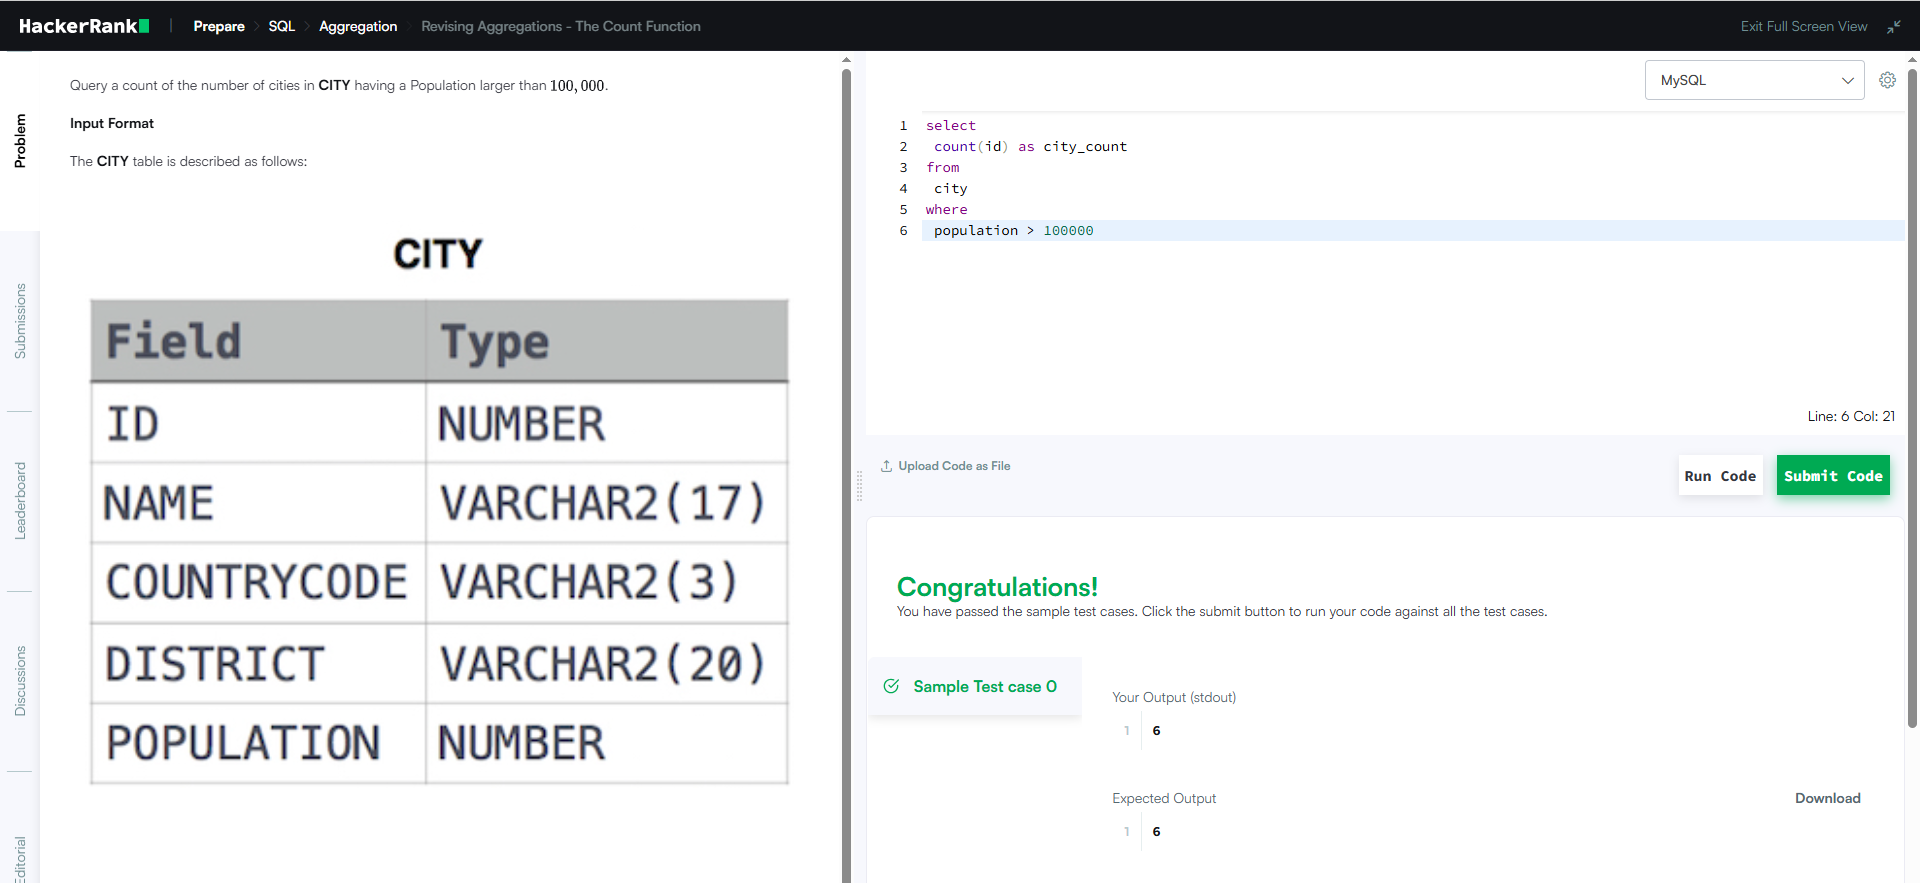 HackerRank
Prepare > SQL > Aggregation > Revising Aggregations - The Count Function
Exit Full Screen View
Problem
Submissions
Leaderboard
Discussions
Editorial
Query a count of the number of cities in CITY having a Population larger than 100,000.
Input Format
The CITY table is described as follows:
CITY
Field Type
ID NUMBER
NAME VARCHAR2(17)
COUNTRYCODE VARCHAR2(3)
DISTRICT VARCHAR2(20)
POPULATION NUMBER
MySQL
1 select
2 count(id) as city_count
3 from
4 city
5 where
6 population > 100000
Line: 6 Col: 21
Upload Code as File
Run Code
Submit Code
Congratulations!
You have passed the sample test cases. Click the submit button to run your code against all the test cases.
Sample Test case 0
Your Output (stdout)
1 6
Expected Output
Download
1 6